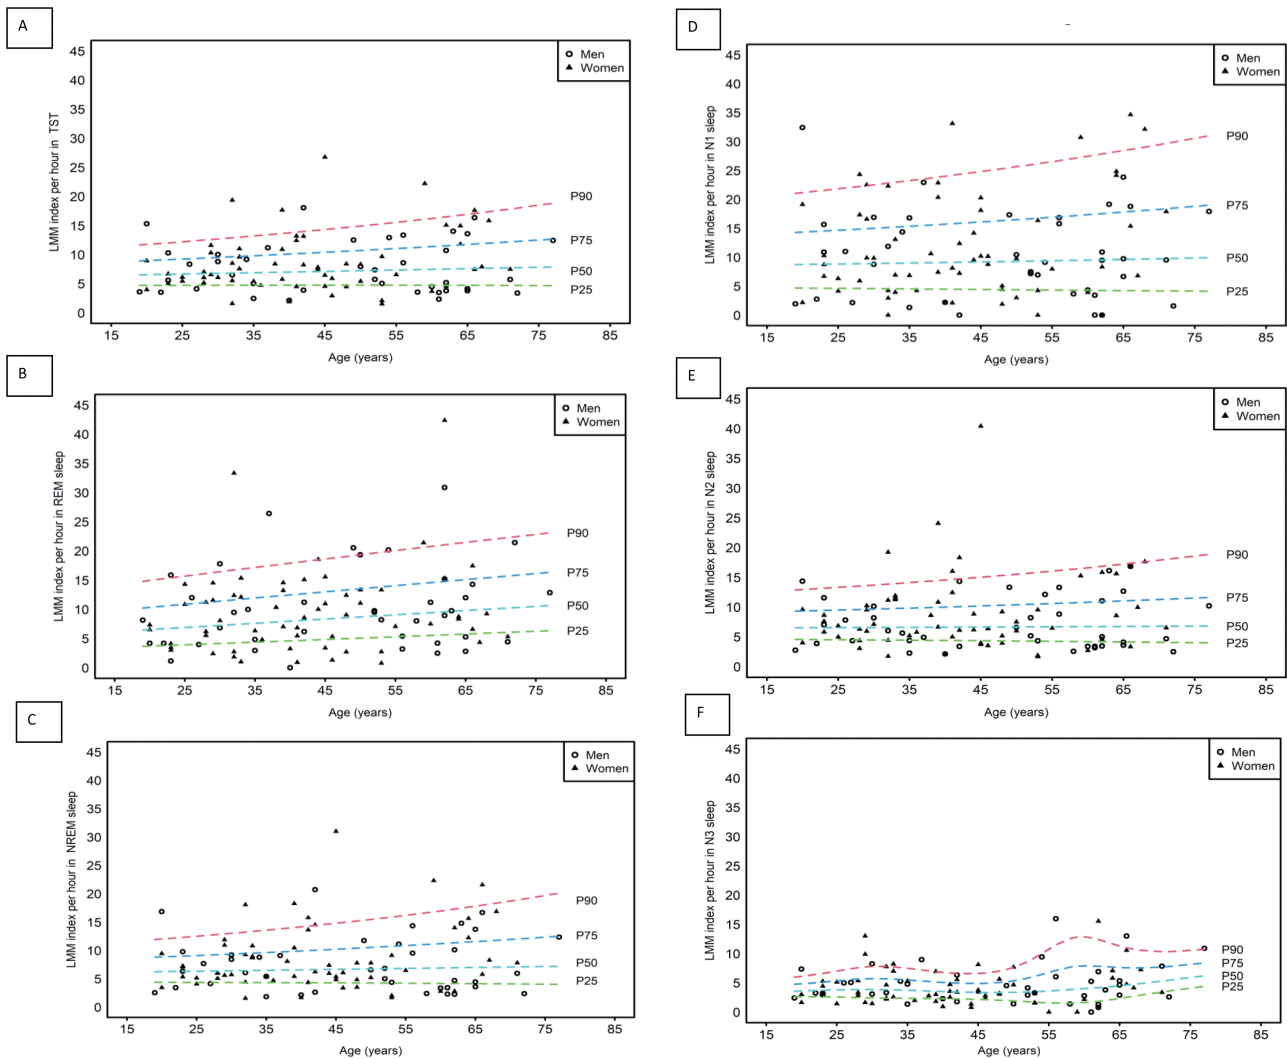 A
LMM index per hour in TST
45
40
35
30
25
20
15
10
5
0
Men
Women
P90
P75
P50
P25
15 25 35 45 55 65 75 85
Age (years)
D
LMM index per hour in N1 sleep
45
40
35
30
25
20
15
10
5
0
Men
Women
P90
P75
P50
P25
15 25 35 45 55 65 75 85
Age (years)
B
LMM index per hour in REM sleep
45
40
35
30
25
20
15
10
5
0
Men
Women
P90
P75
P50
P25
15 25 35 45 55 65 75 85
Age (years)
E
LMM index per hour in N2 sleep
45
40
35
30
25
20
15
10
5
0
Men
Women
P90
P75
P50
P25
15 25 35 45 55 65 75 85
Age (years)
C
LMM index per hour in NREM sleep
45
40
35
30
25
20
15
10
5
0
Men
Women
P90
P75
P50
P25
15 25 35 45 55 65 75 85
Age (years)
F
LMM index per hour in N3 sleep
45
40
35
30
25
20
15
10
5
0
Men
Women
P90
P75
P50
P25
15 25 35 45 55 65 75 85
Age (years)